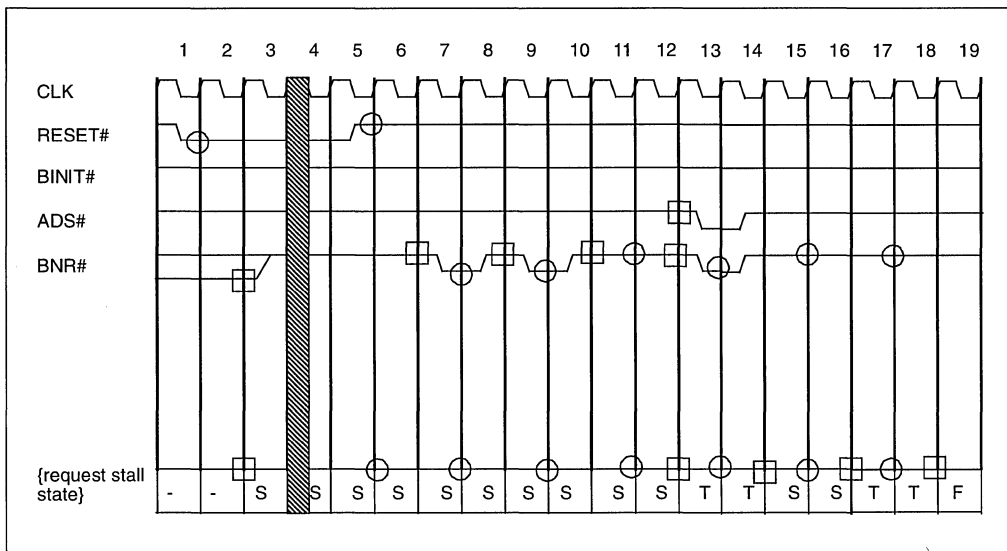 1 2 3 4 5 6 7 8 9 10 11 12 13 14 15 16 17 18 19
CLK
RESET#
BINIT#
ADS#
BNR#
{request stall
state}
- - S S S S S S S S S S T T S S T T F